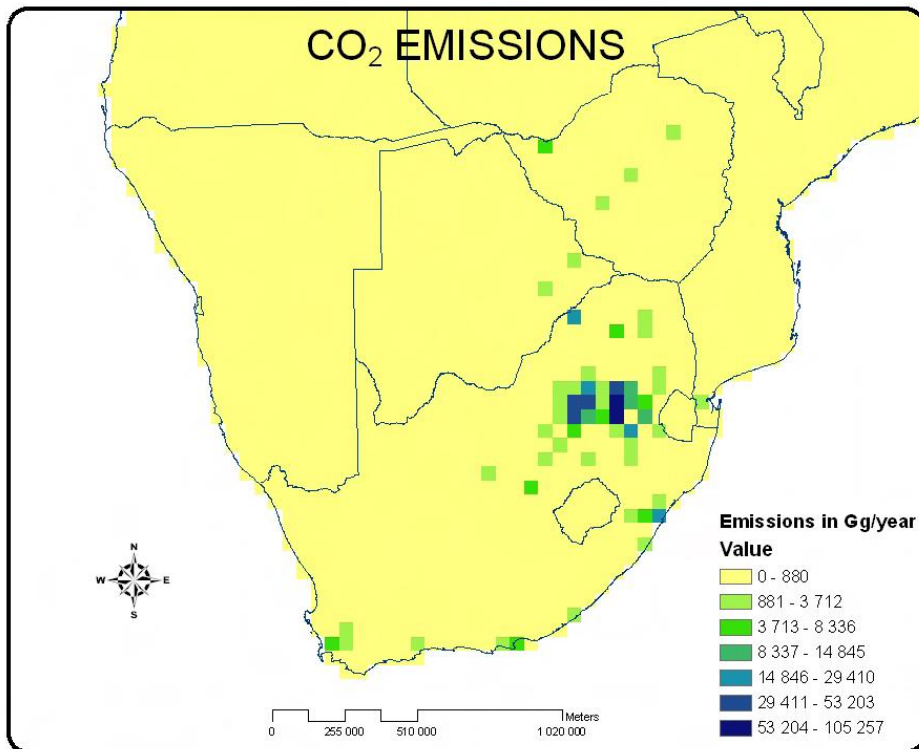 CO₂ EMISSIONS
N
W E
S
Emissions in Gg/year
Value
0 - 880
881 - 3 712
3 713 - 8 336
8 337 - 14 845
14 846 - 29 410
29 411 - 53 203
53 204 - 105 257
Meters
0 255 000 510 000 1 020 000